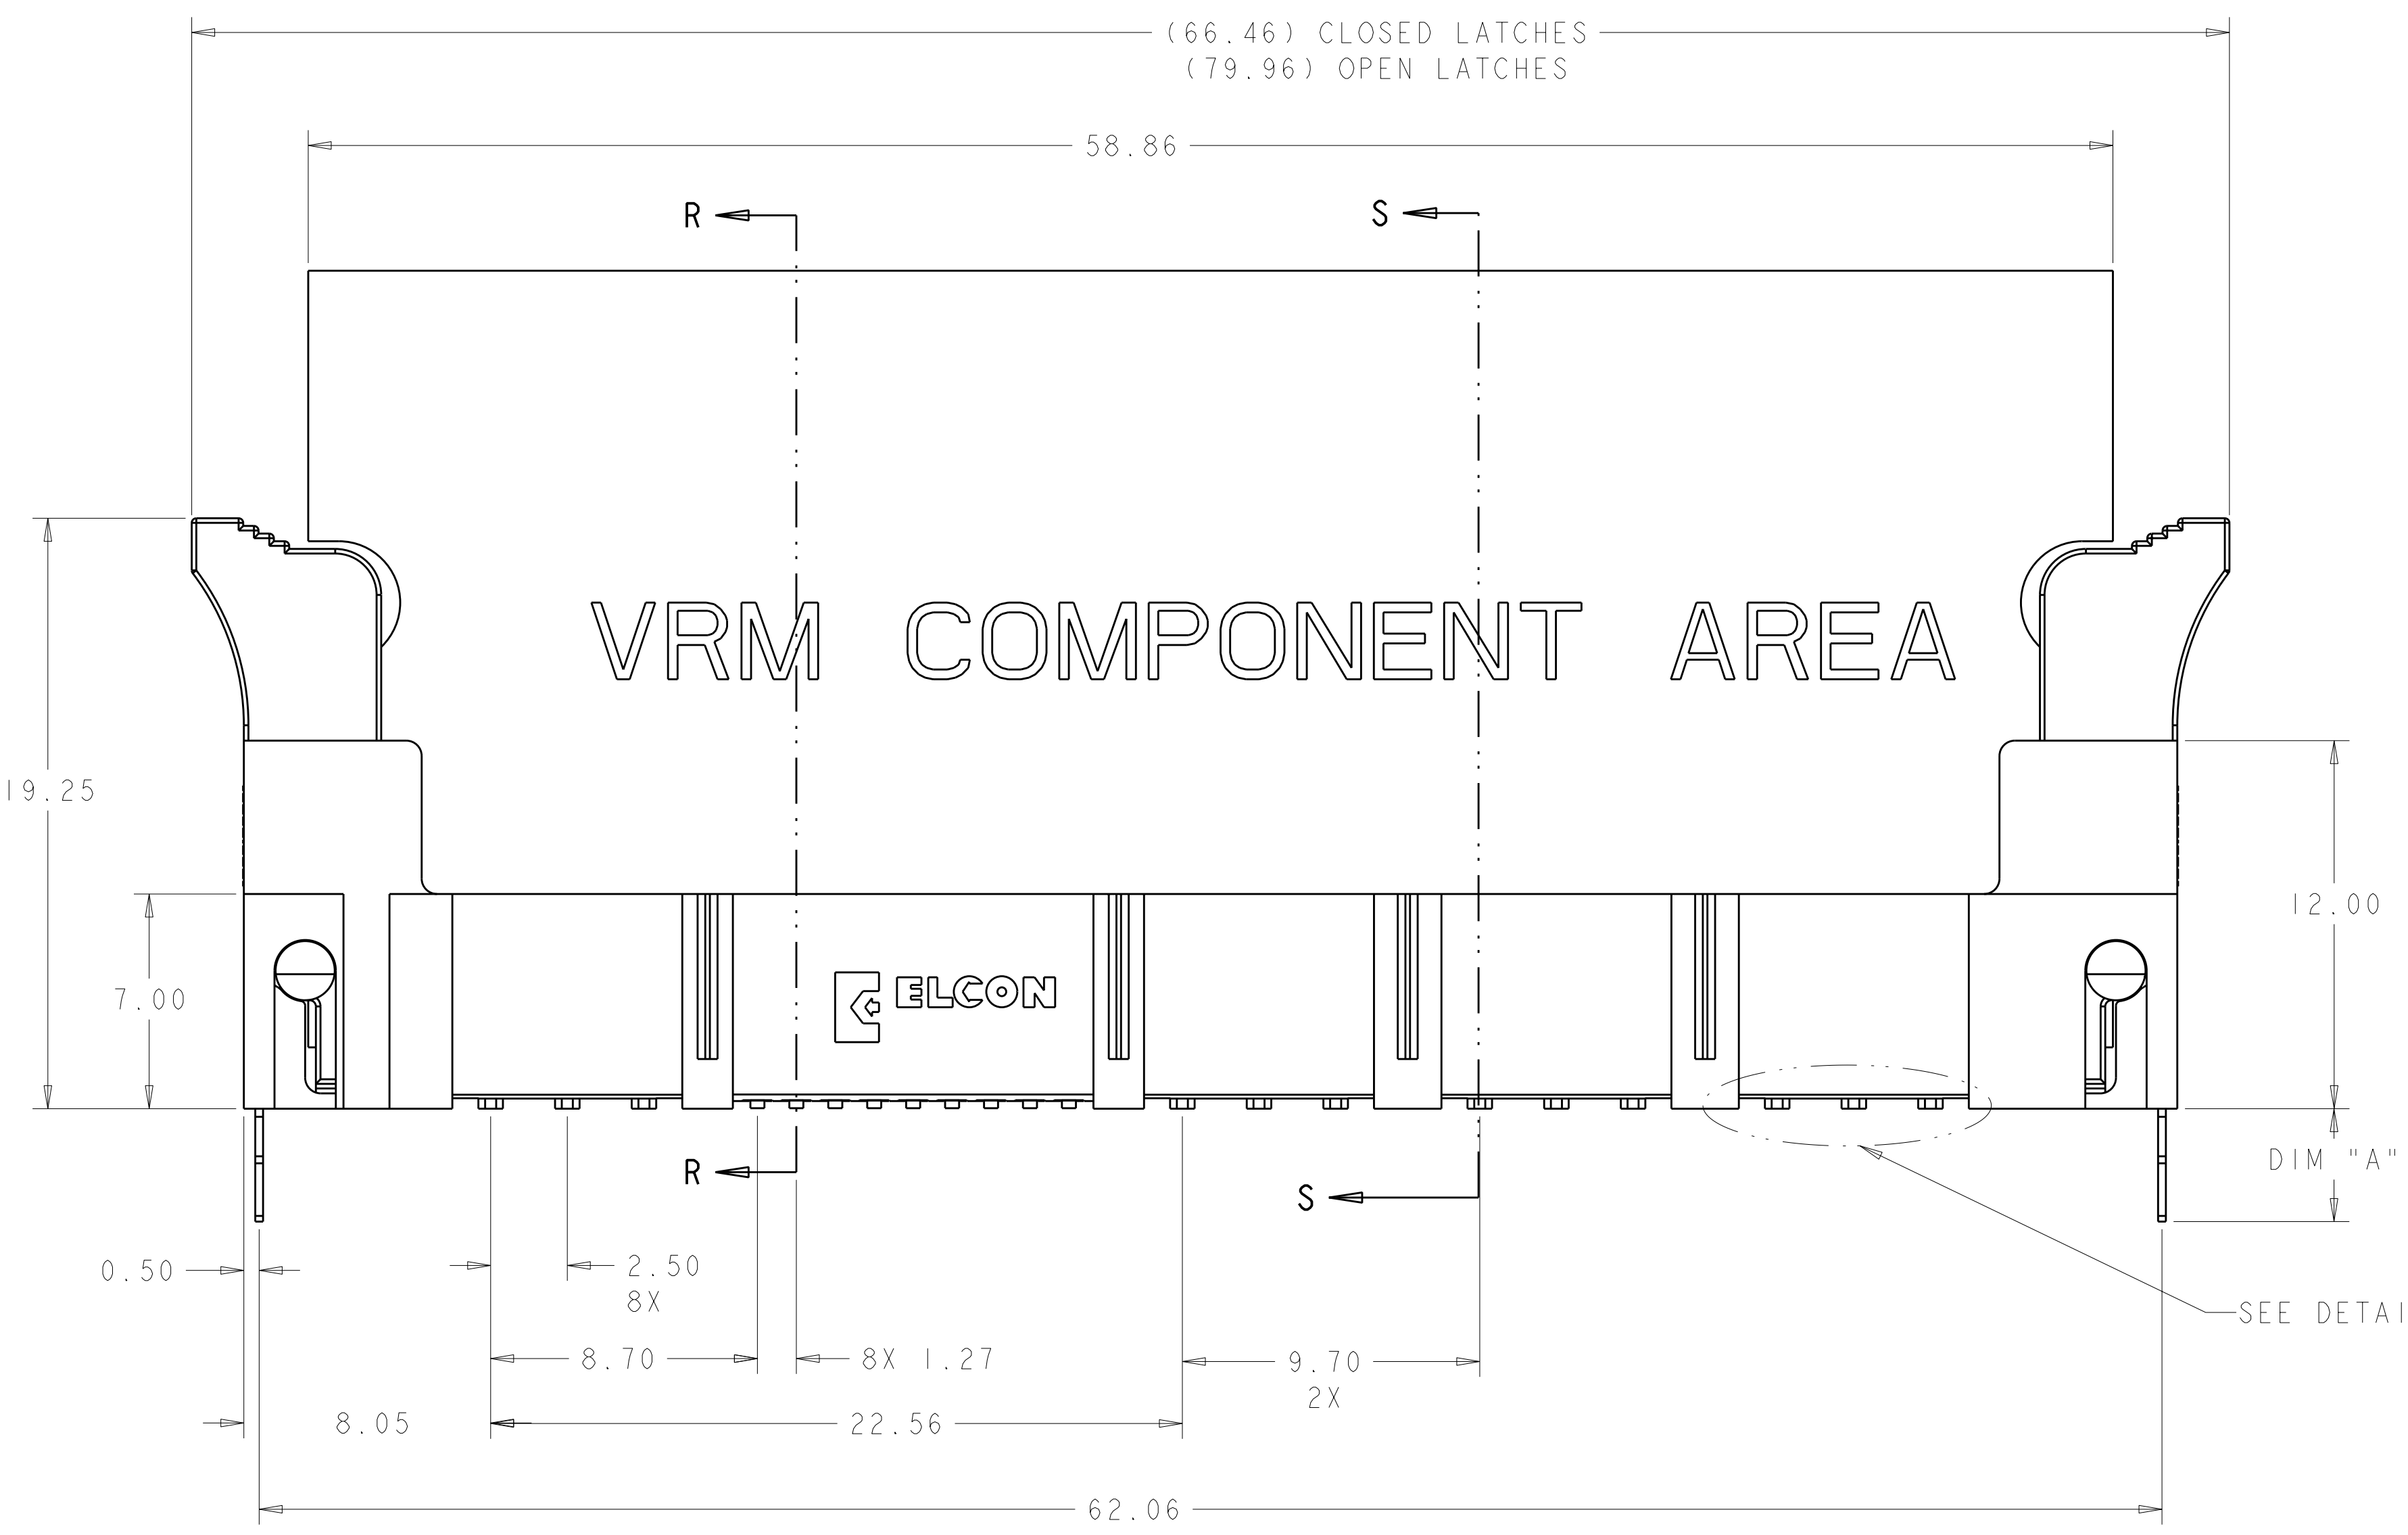 (66.46) CLOSED LATCHES
(79.96) OPEN LATCHES
58.86
R
S
VRM COMPONENT AREA
19.25
12.00
7.00
ELCON
DIM "A"
R
S
0.50
2.50
8X
SEE DETAI
8.70
8X 1.27
9.70
2X
8.05
22.56
62.06